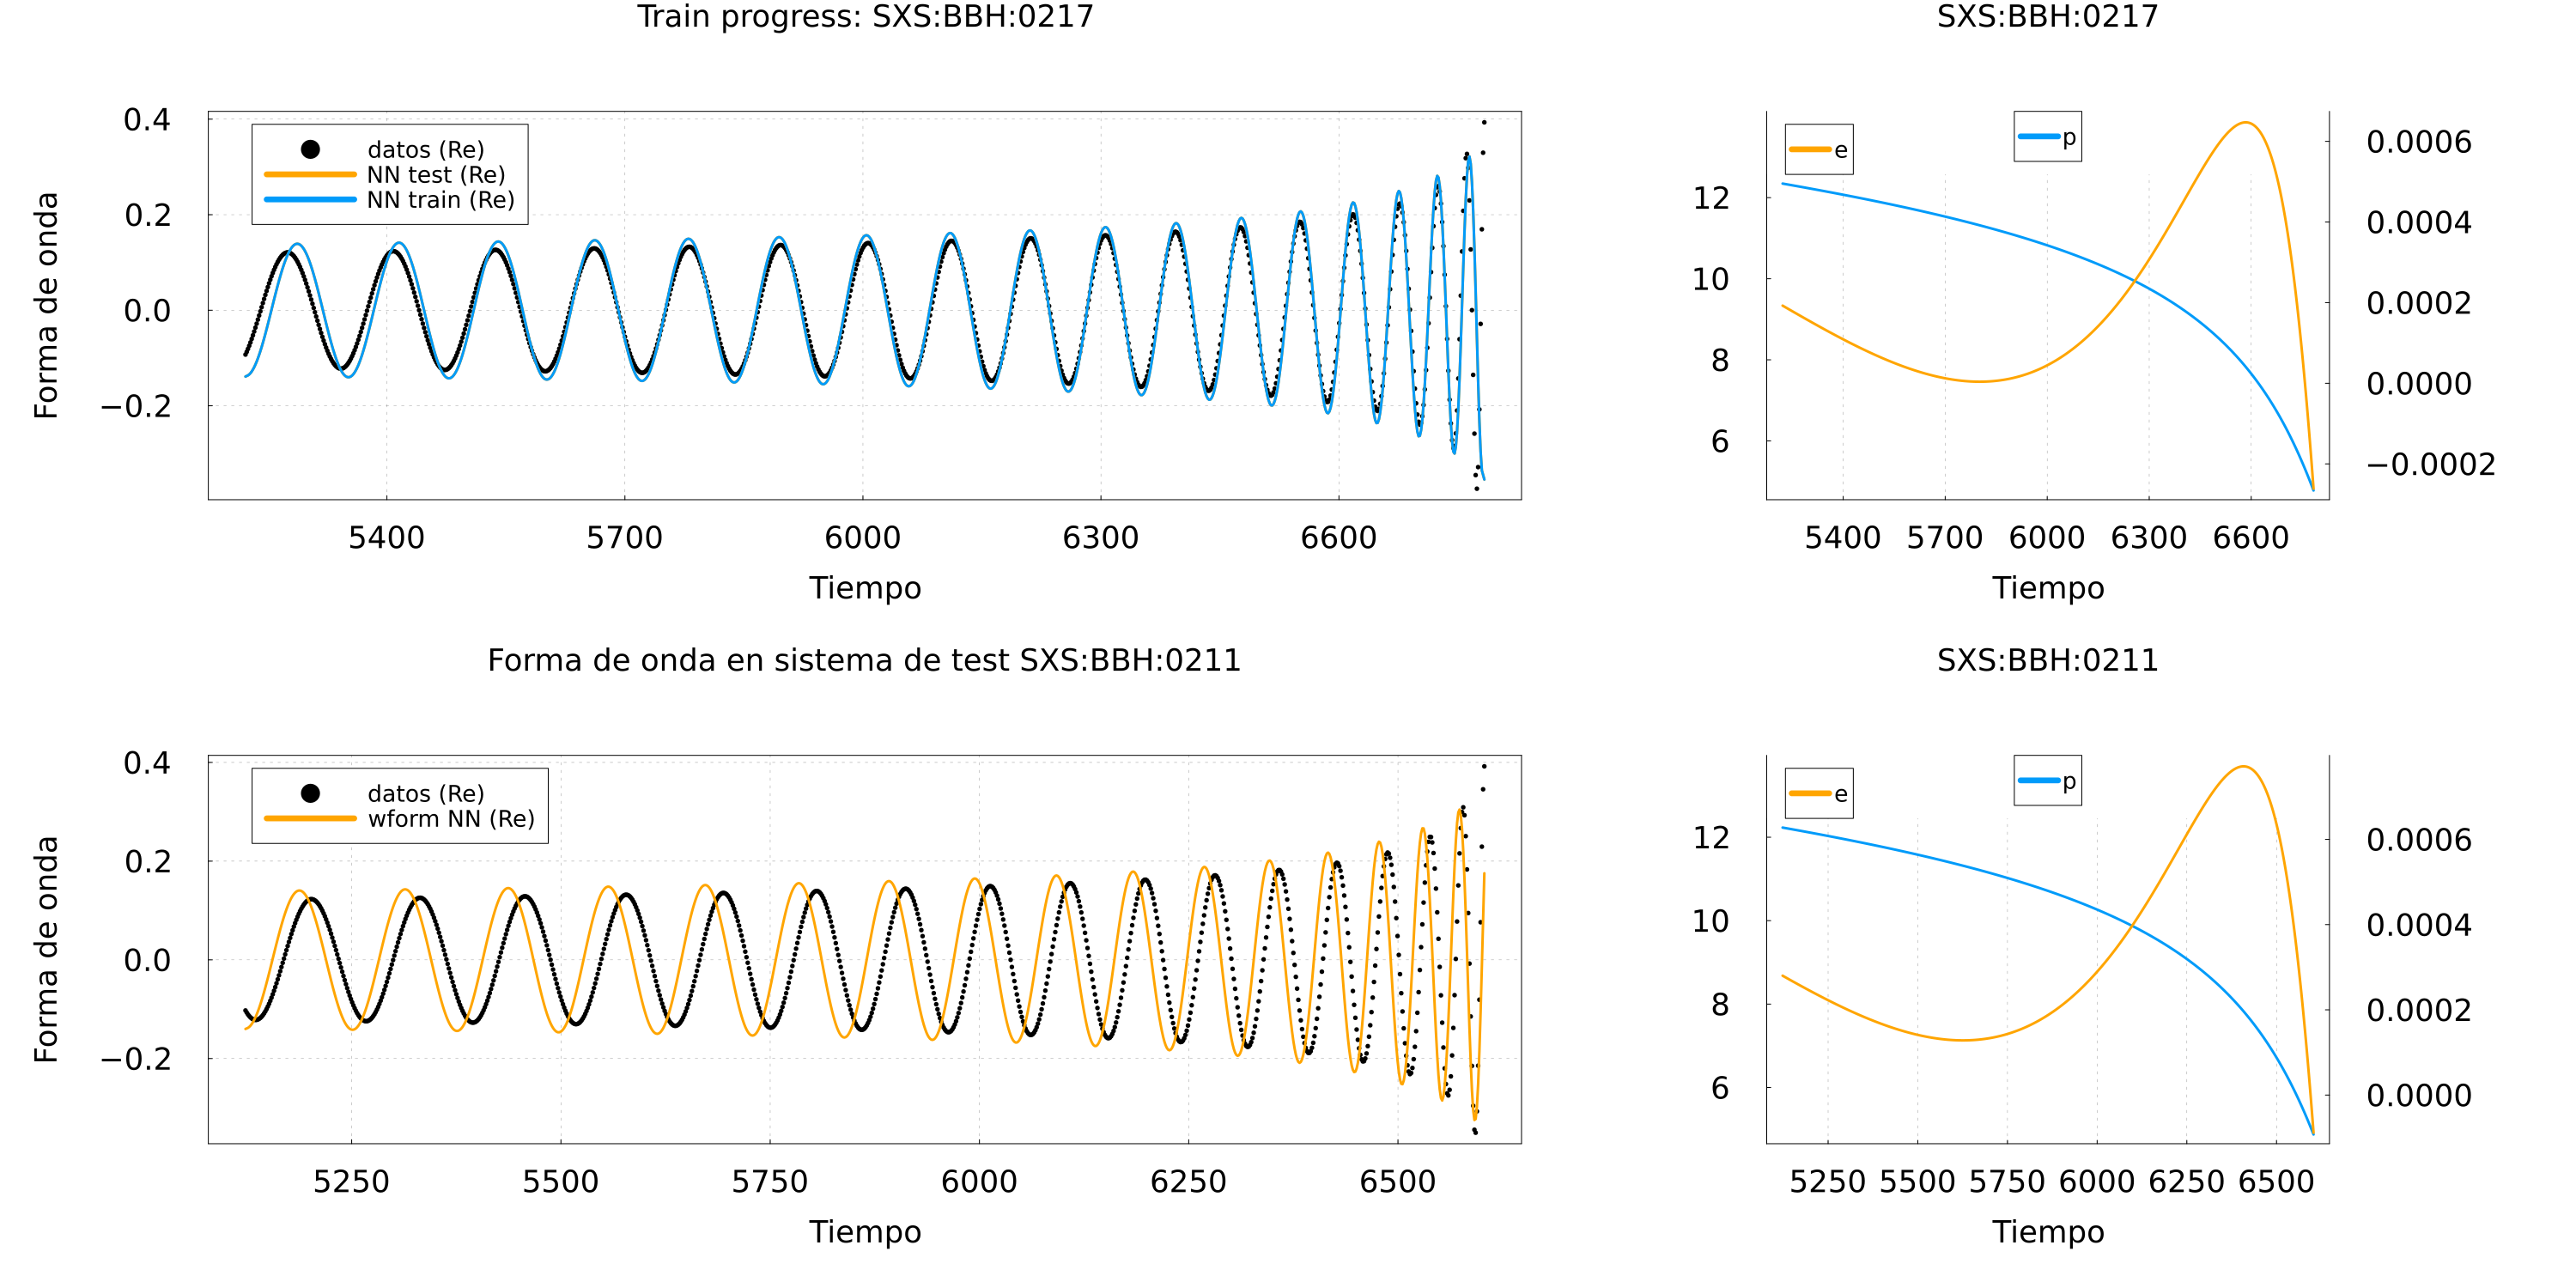 Train progress: SXS:BBH:0217
Forma de onda
0.4
0.2
0.0
−0.2
datos (Re)
NN test (Re)
NN train (Re)
5400 5700 6000 6300 6600
Tiempo
SXS:BBH:0217
12
10
8
6
e
p
0.0006
0.0004
0.0002
0.0000
−0.0002
5400 5700 6000 6300 6600
Tiempo
Forma de onda en sistema de test SXS:BBH:0211
Forma de onda
0.4
0.2
0.0
−0.2
datos (Re)
wform NN (Re)
5250 5500 5750 6000 6250 6500
Tiempo
SXS:BBH:0211
12
10
8
6
e
p
0.0006
0.0004
0.0002
0.0000
5250 5500 5750 6000 6250 6500
Tiempo